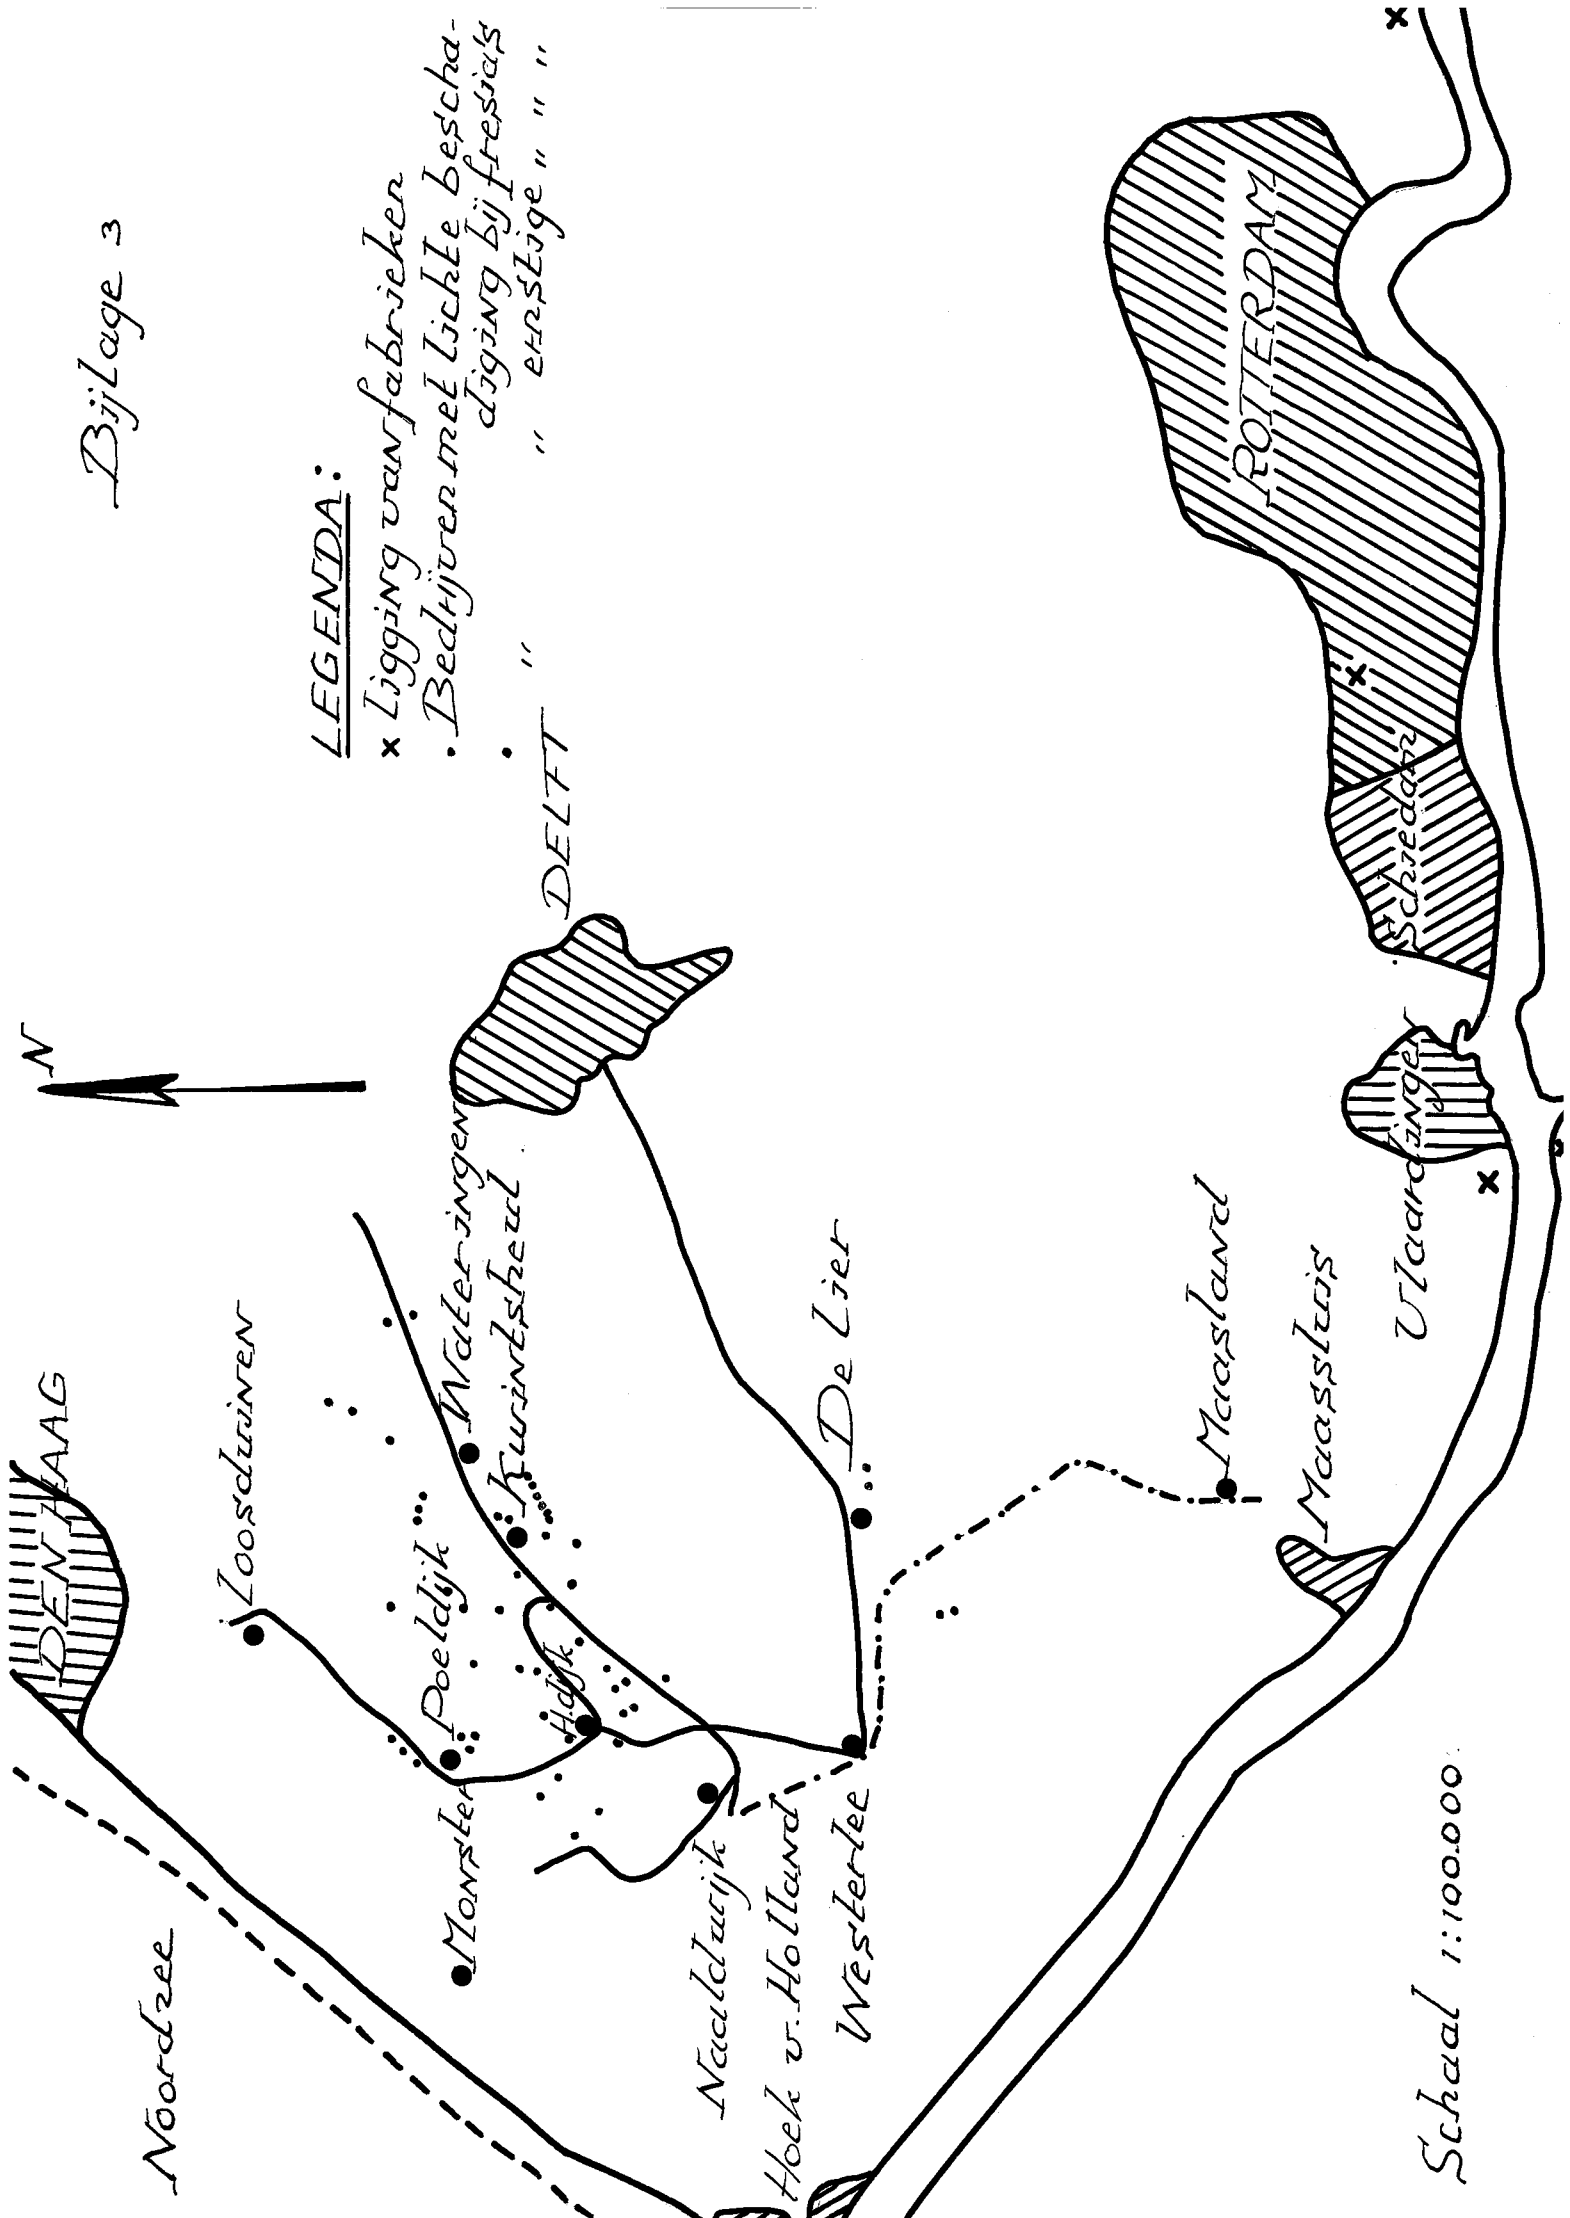 Bijlage 3
N
LEGENDA:
x Ligging van fabrieken
. Bedrijven met lichte bescha-
diging bij fresia's
. " " ernstige " " "
Noordzee
DEN HAAG
Loosduinen
Wateringen
Kwintsheul
Poeldijk
Monster
H.dijk
Naaldwijk
Hoek v. Holland
Westerlee
De Lier
DELFT
Maasland
Maassluis
Vlaardingen
Schiedam
ROTTERDAM
Schaal 1:100.000.